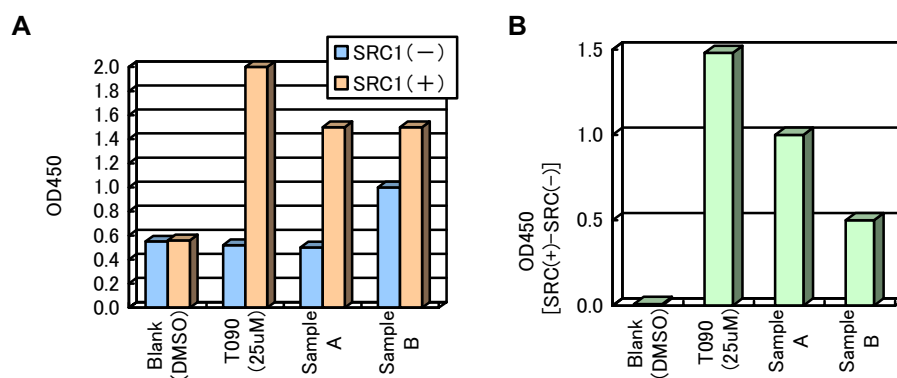 A
SRC1(−)
SRC1(+)
OD450
2.0
1.8
1.6
1.4
1.2
1.0
0.8
0.6
0.4
0.2
0.0
Blank
(DMSO)
T090
(25uM)
Sample
A
Sample
B
B
OD450
[SRC(+)-SRC(-)]
1.5
1.0
0.5
0.0
Blank
(DMSO)
T090
(25uM)
Sample
A
Sample
B